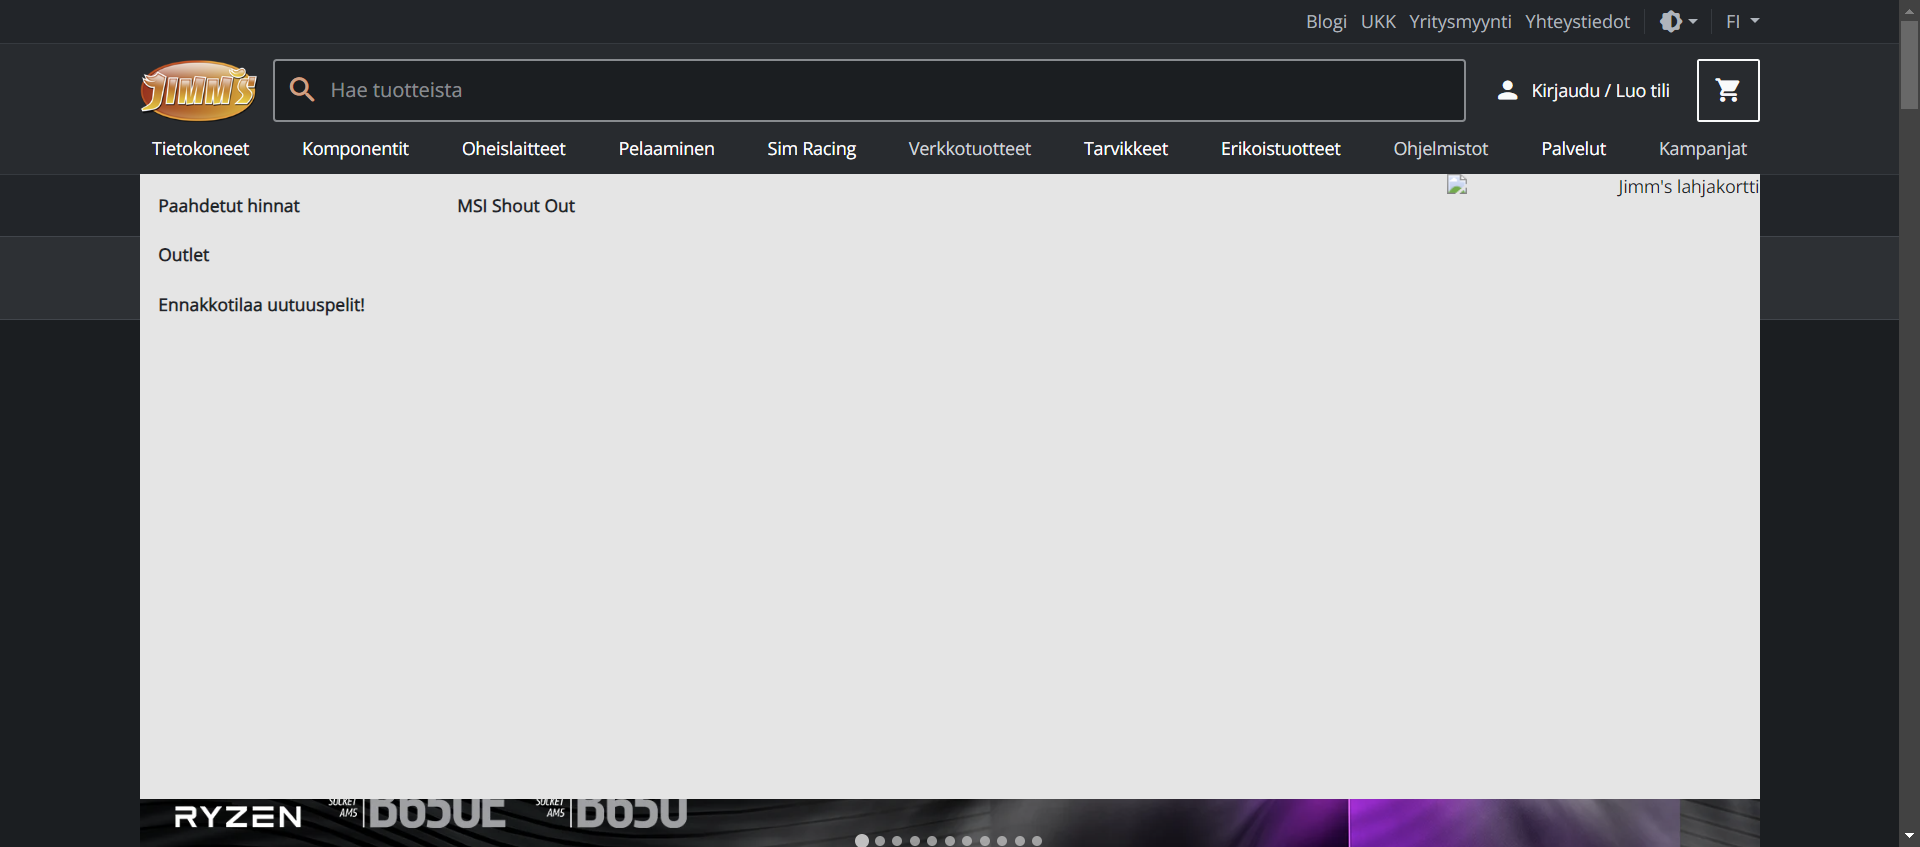 Blogi UKK Yritysmyynti Yhteystiedot FI
JIMM'S
Hae tuotteista
Kirjaudu / Luo tili
Tietokoneet Komponentit Oheislaitteet Pelaaminen Sim Racing Verkkotuotteet Tarvikkeet Erikoistuotteet Ohjelmistot Palvelut Kampanjat
Paahdetut hinnat MSI Shout Out Jimm's lahjakortti
Outlet
Ennakkotilaa uutuuspelit!
RYZEN SOCKET AM5 B650E SOCKET AM5 B650